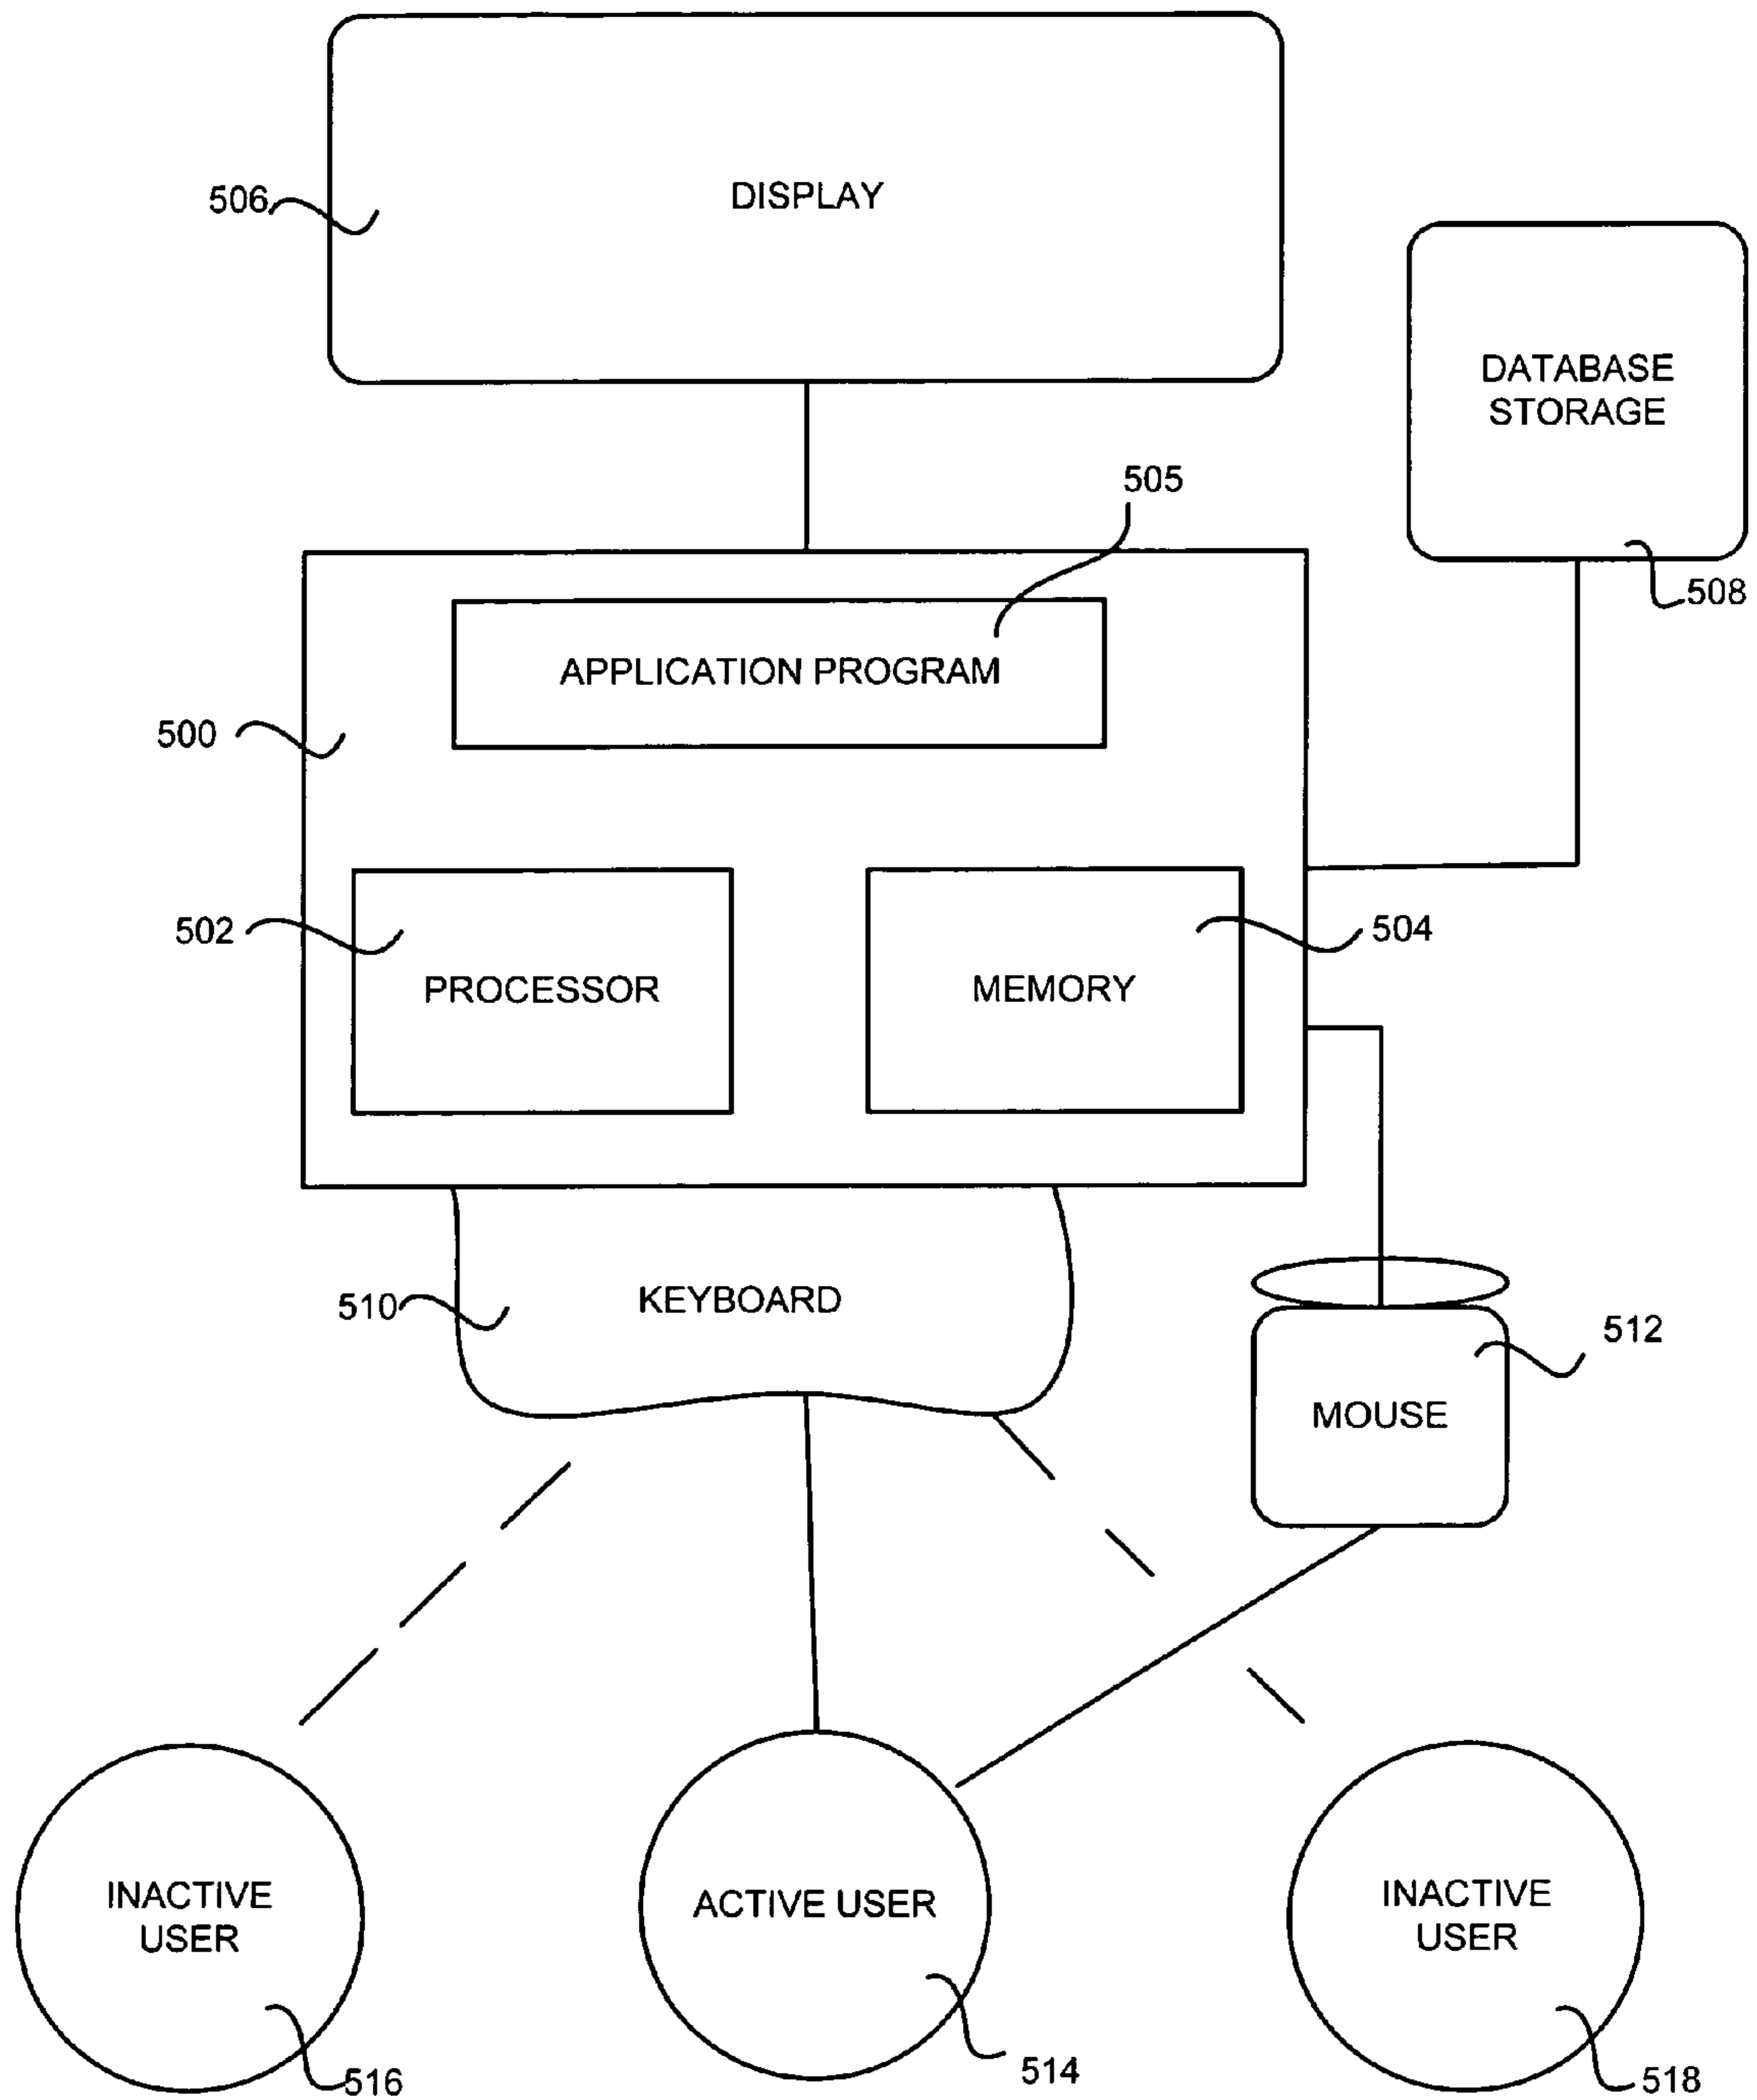 DISPLAY
506
DATABASE
STORAGE
508
505
APPLICATION PROGRAM
500
502
PROCESSOR
504
MEMORY
510
KEYBOARD
512
MOUSE
INACTIVE
USER
516
ACTIVE USER
514
INACTIVE
USER
518